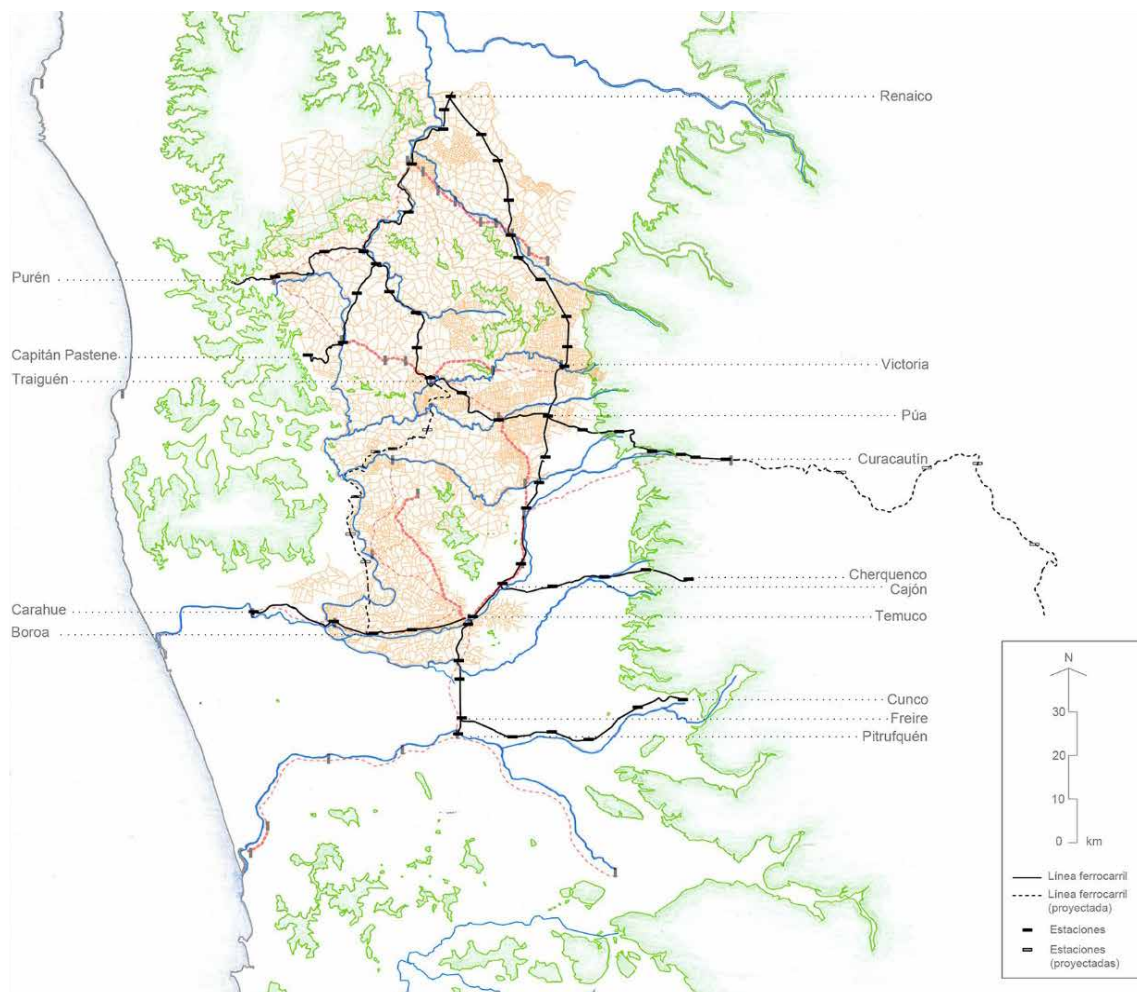 Renaico
Purén
Capitán Pastene
Traiguén
Victoria
Púa
Curacautín
Cherquenco
Cajón
Carahue
Temuco
Boroa
Cunco
Freire
Pitrufquén
N
30
20
10
0 km
Línea ferrocarril
Línea ferrocarril
(proyectada)
Estaciones
Estaciones
(proyectadas)